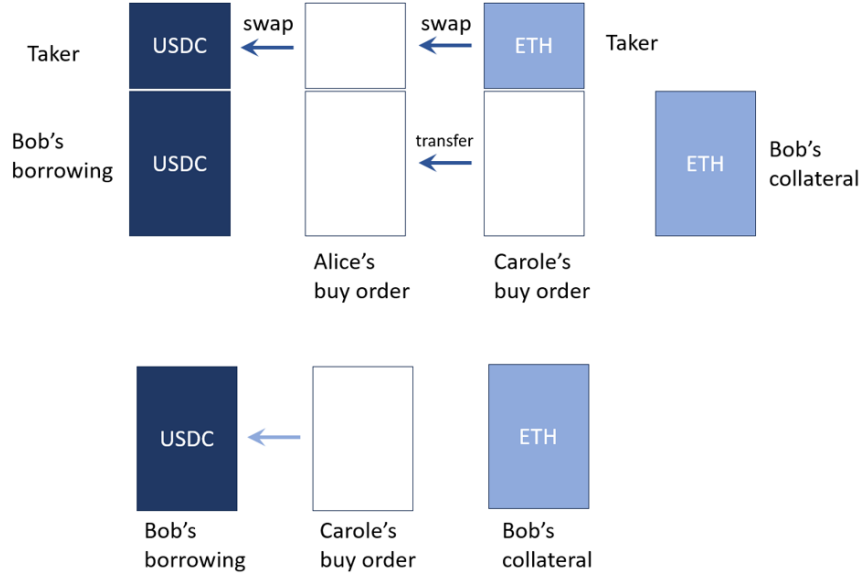 swap
swap
Taker
USDC
ETH
Taker
Bob's
borrowing
USDC
transfer
ETH
Bob's
collateral
Alice's
buy order
Carole's
buy order
USDC
ETH
Bob's
borrowing
Carole's
buy order
Bob's
collateral